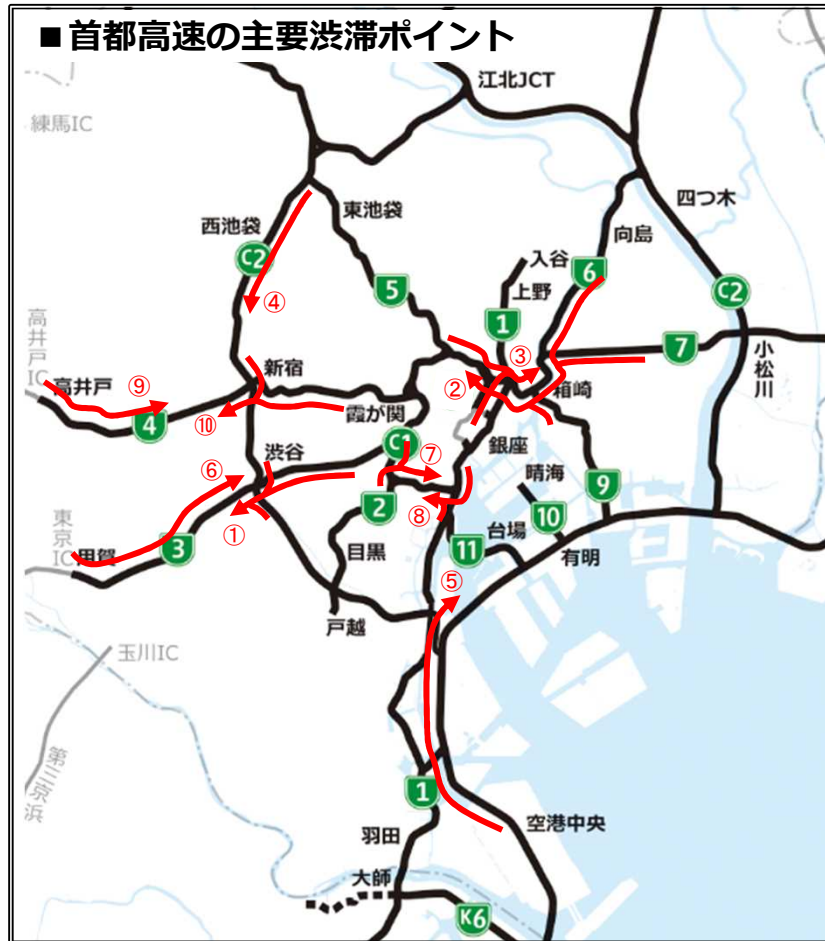 ■首都高速の主要渋滞ポイント
江北JCT
練馬IC
四つ木
東池袋
西池袋
向島
C2
入谷
6
④
5
上野
1
C2
高井戸IC
新宿
③
7
小松川
高井戸
⑨
②
箱崎
⑩
霞が関
4
C1
銀座
渋谷
⑦
⑥
晴海
9
東京IC
2
⑧
10
用賀
3
①
台場
目黒
11
有明
⑤
戸越
玉川IC
第三京浜
1
羽田
空港中央
大師
K6